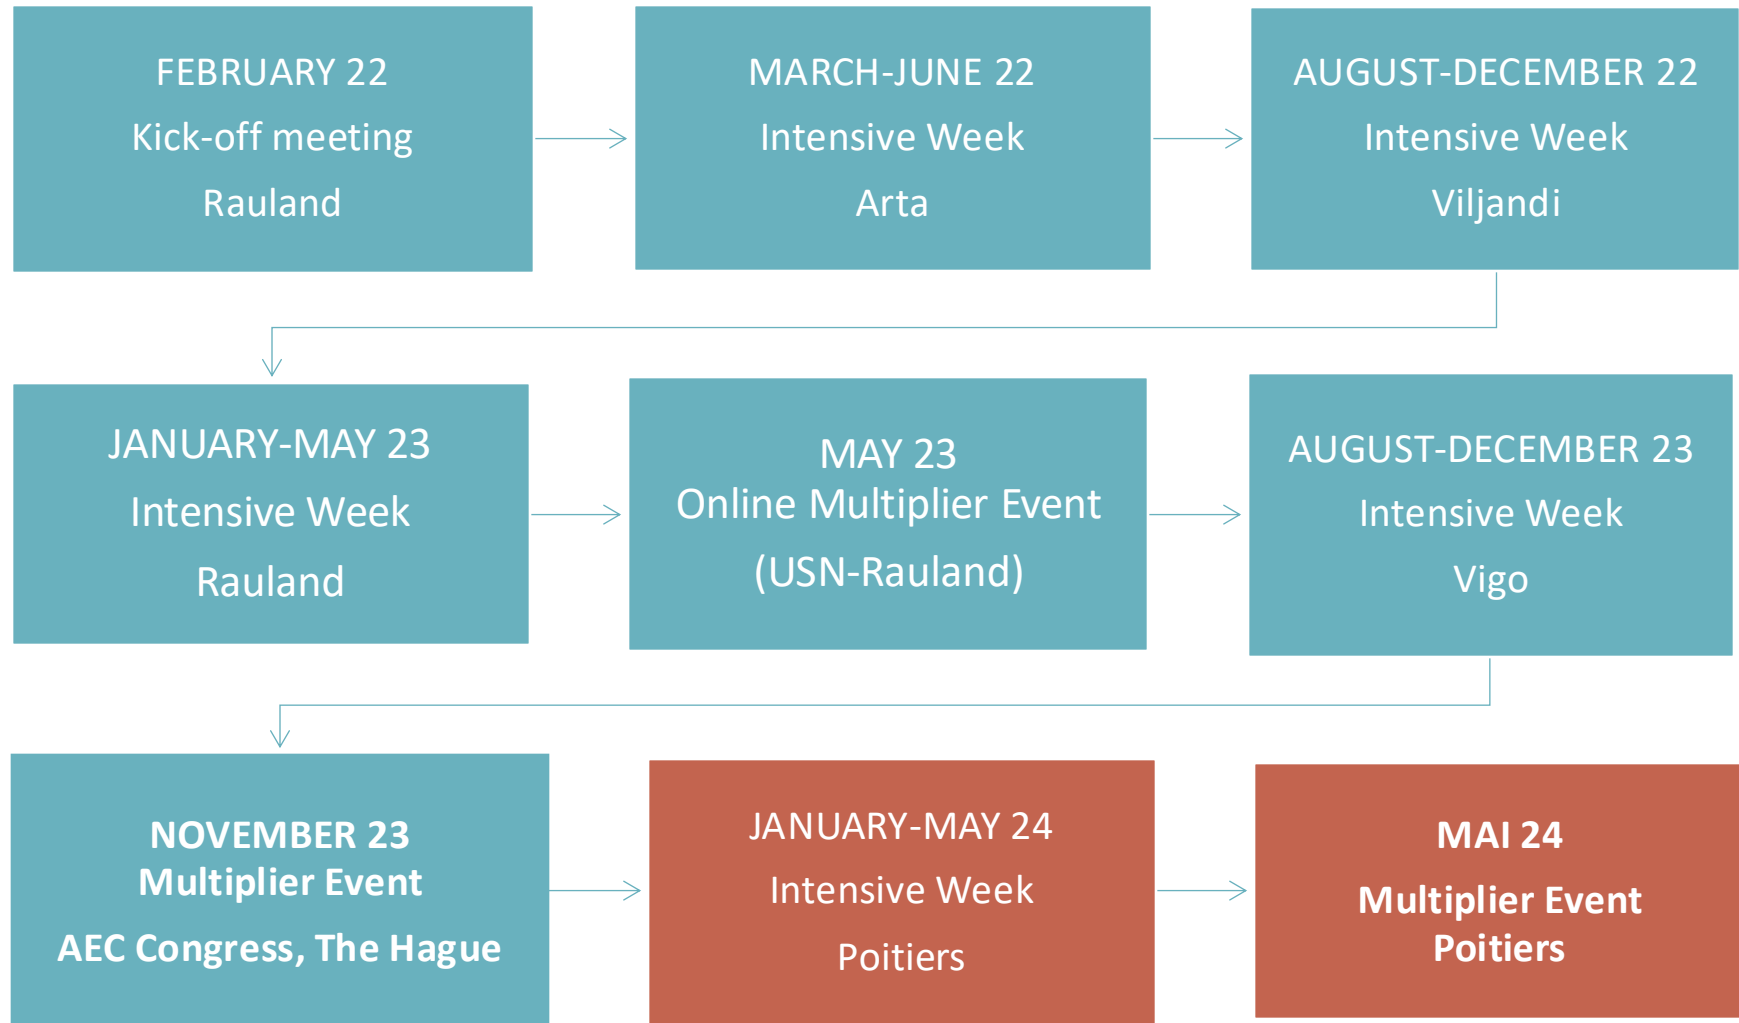 FEBRUARY 22
Kick-off meeting
Rauland
MARCH-JUNE 22
Intensive Week
Arta
AUGUST-DECEMBER 22
Intensive Week
Viljandi
JANUARY-MAY 23
Intensive Week
Rauland
MAY 23
Online Multiplier Event
(USN-Rauland)
AUGUST-DECEMBER 23
Intensive Week
Vigo
NOVEMBER 23
Multiplier Event
AEC Congress, The Hague
JANUARY-MAY 24
Intensive Week
Poitiers
MAI 24
Multiplier Event
Poitiers